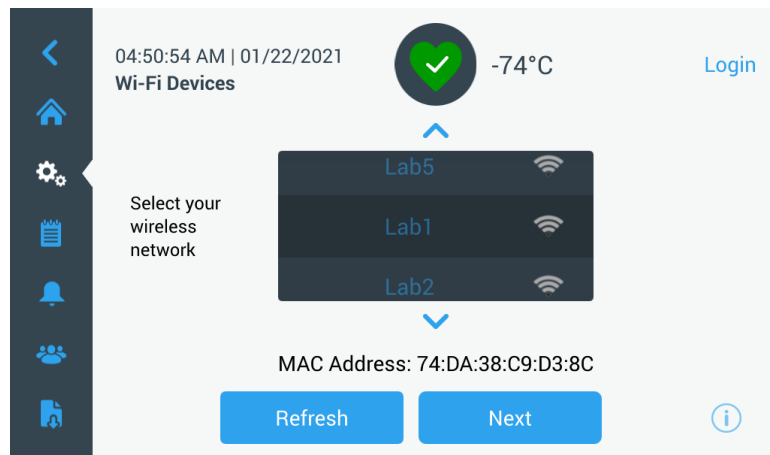 04:50:54 AM | 01/22/2021
Wi-Fi Devices
-74°C
Login
Select your
wireless
network
Lab5
Lab1
Lab2
MAC Address: 74:DA:38:C9:D3:8C
Refresh
Next
i